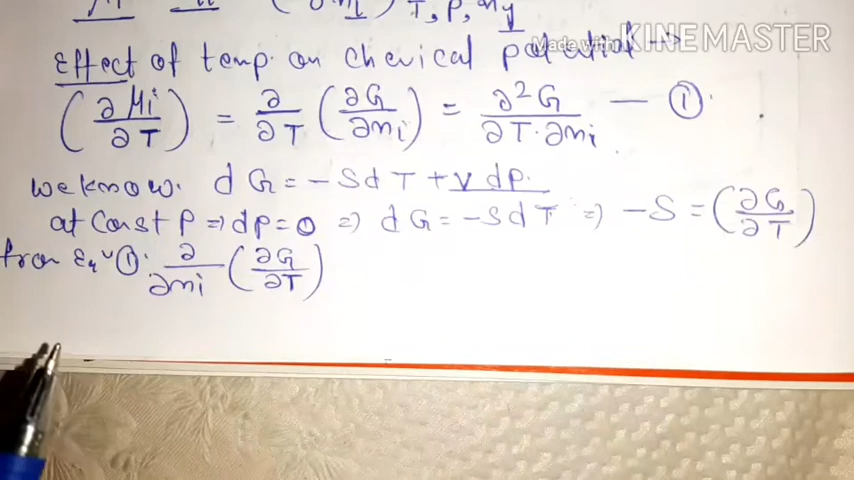 ( ∂ ) T, P, ny
Made with KINEMASTER
Effect of temp. on chemical potential →
(∂μi/∂T) = ∂/∂T (∂G/∂ni) = ∂²G/∂T·∂ni — ①
we know. dG = -SdT + Vdp.
at const P ⇒ dp = 0 ⇒ dG = -SdT ⇒ -S = (∂G/∂T)
from Eqn ①. ∂/∂ni (∂G/∂T)